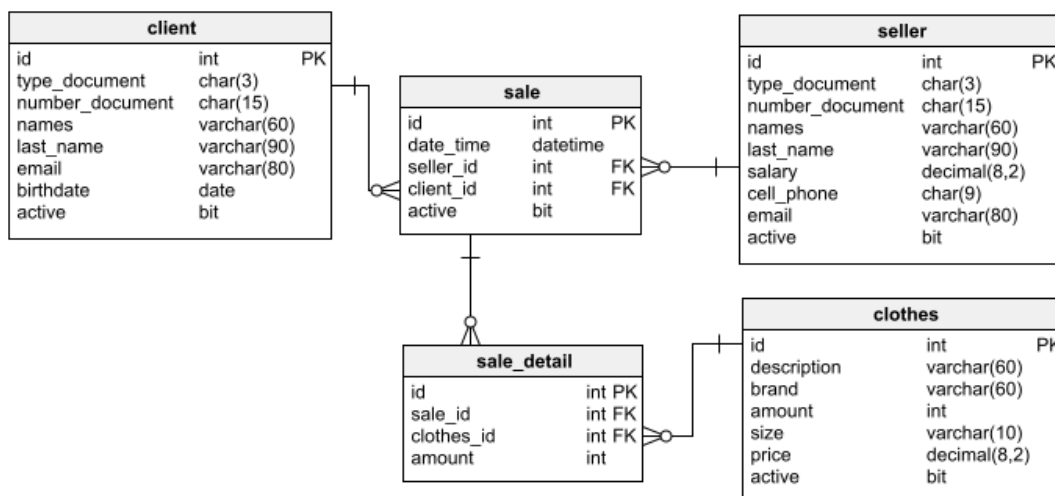 client
id int PK
type_document char(3)
number_document char(15)
names varchar(60)
last_name varchar(90)
email varchar(80)
birthdate date
active bit
sale
id int PK
date_time datetime
seller_id int FK
client_id int FK
active bit
seller
id int PK
type_document char(3)
number_document char(15)
names varchar(60)
last_name varchar(90)
salary decimal(8,2)
cell_phone char(9)
email varchar(80)
active bit
sale_detail
id int PK
sale_id int FK
clothes_id int FK
amount int
clothes
id int PK
description varchar(60)
brand varchar(60)
amount int
size varchar(10)
price decimal(8,2)
active bit